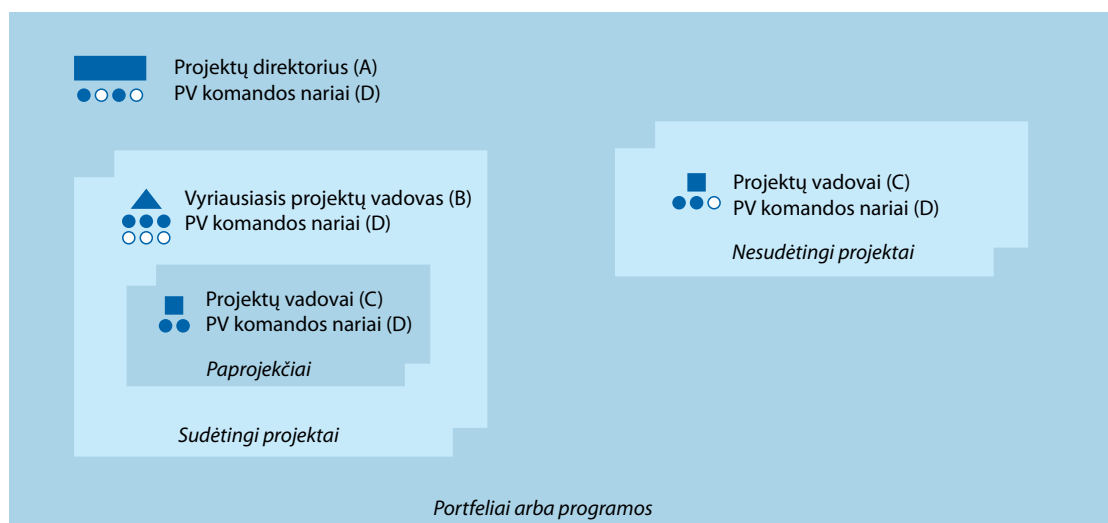 Projektų direktorius (A)
PV komandos nariai (D)
Vyriausiasis projektų vadovas (B)
PV komandos nariai (D)
Projektų vadovai (C)
PV komandos nariai (D)
Paprojekčiai
Sudėtingi projektai
Projektų vadovai (C)
PV komandos nariai (D)
Nesudėtingi projektai
Portfeliai arba programos